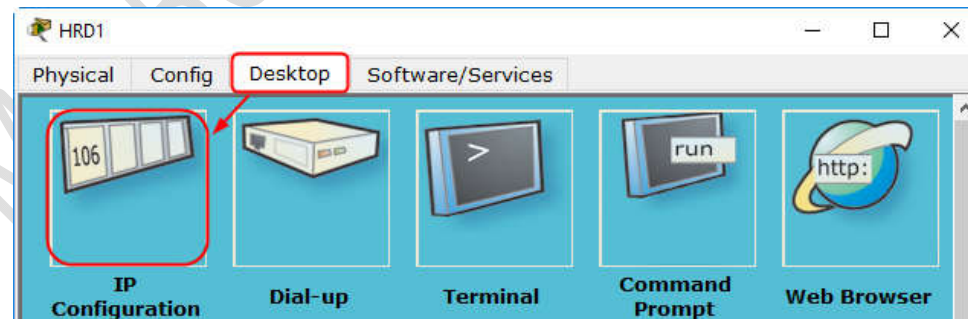 HRD1
Physical Config Desktop Software/Services
106
>
run
http:
IP
Configuration
Dial-up
Terminal
Command
Prompt
Web Browser